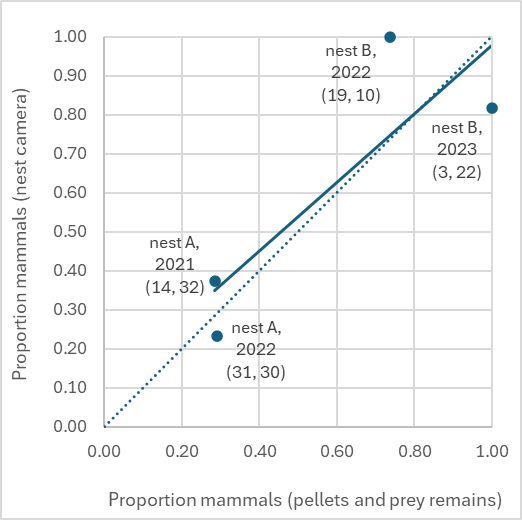 Proportion mammals (nest camera)
1.00
0.90
0.80
0.70
0.60
0.50
0.40
0.30
0.20
0.10
0.00
nest B,
2022
(19, 10)
nest B,
2023
(3, 22)
nest A,
2021
(14, 32)
nest A,
2022
(31, 30)
0.00 0.20 0.40 0.60 0.80 1.00
Proportion mammals (pellets and prey remains)